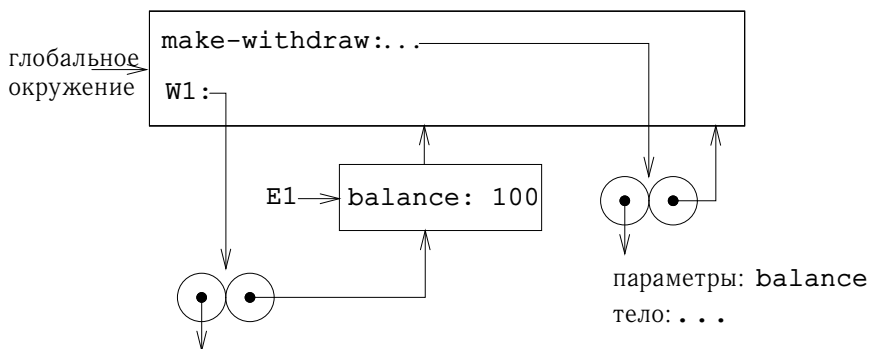 make-withdraw:...
глобальное
окружение
W1:
E1
balance: 100
параметры: balance
тело: ...